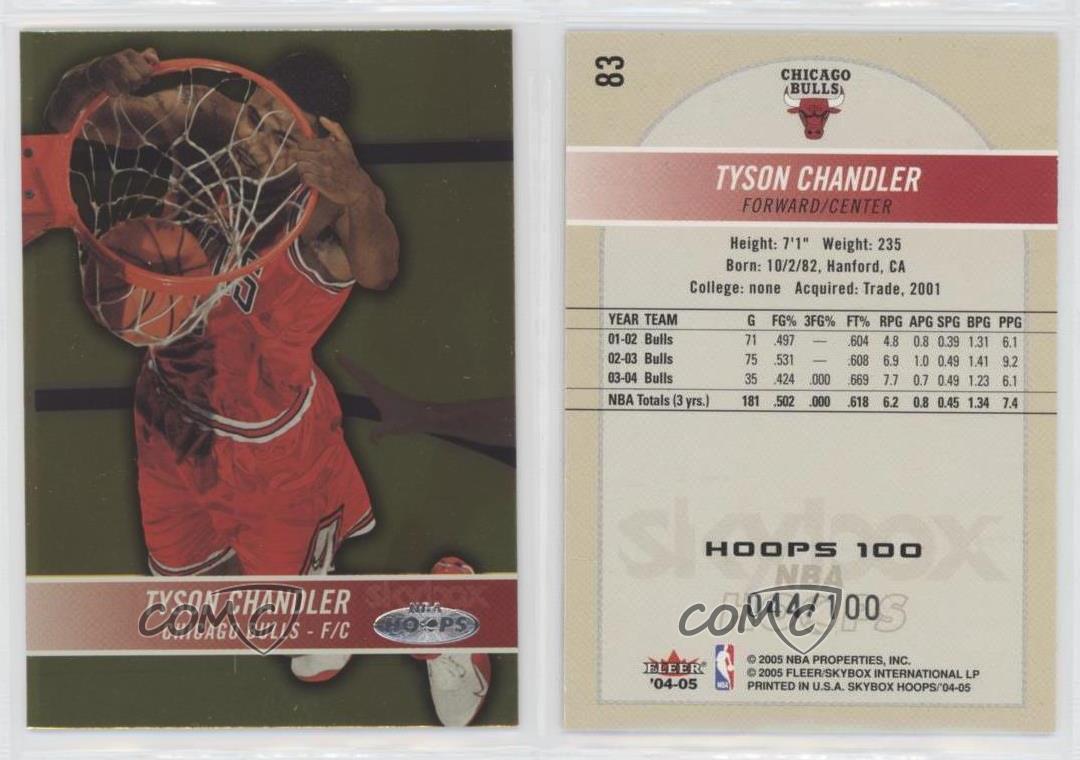 TYSON CHANDLER
CHICAGO BULLS - F/C
NBA
HOOPS
COMC
83
CHICAGO
BULLS
TYSON CHANDLER
FORWARD/CENTER
Height: 7'1" Weight: 235
Born: 10/2/82, Hanford, CA
College: none Acquired: Trade, 2001
YEAR TEAM G FG% 3FG% FT% RPG APG SPG BPG PPG
01-02 Bulls 71 .497 — .604 4.8 0.8 0.39 1.31 6.1
02-03 Bulls 75 .531 — .608 6.9 1.0 0.49 1.41 9.2
03-04 Bulls 35 .424 .000 .669 7.7 0.7 0.49 1.23 6.1
NBA Totals (3 yrs.) 181 .502 .000 .618 6.2 0.8 0.45 1.34 7.4
skybox
HOOPS 100
NBA
HOOPS
044/100
COMC
FLEER
'04-05
NBA
© 2005 NBA PROPERTIES, INC.
© 2005 FLEER/SKYBOX INTERNATIONAL LP
PRINTED IN U.S.A. SKYBOX HOOPS/'04-05